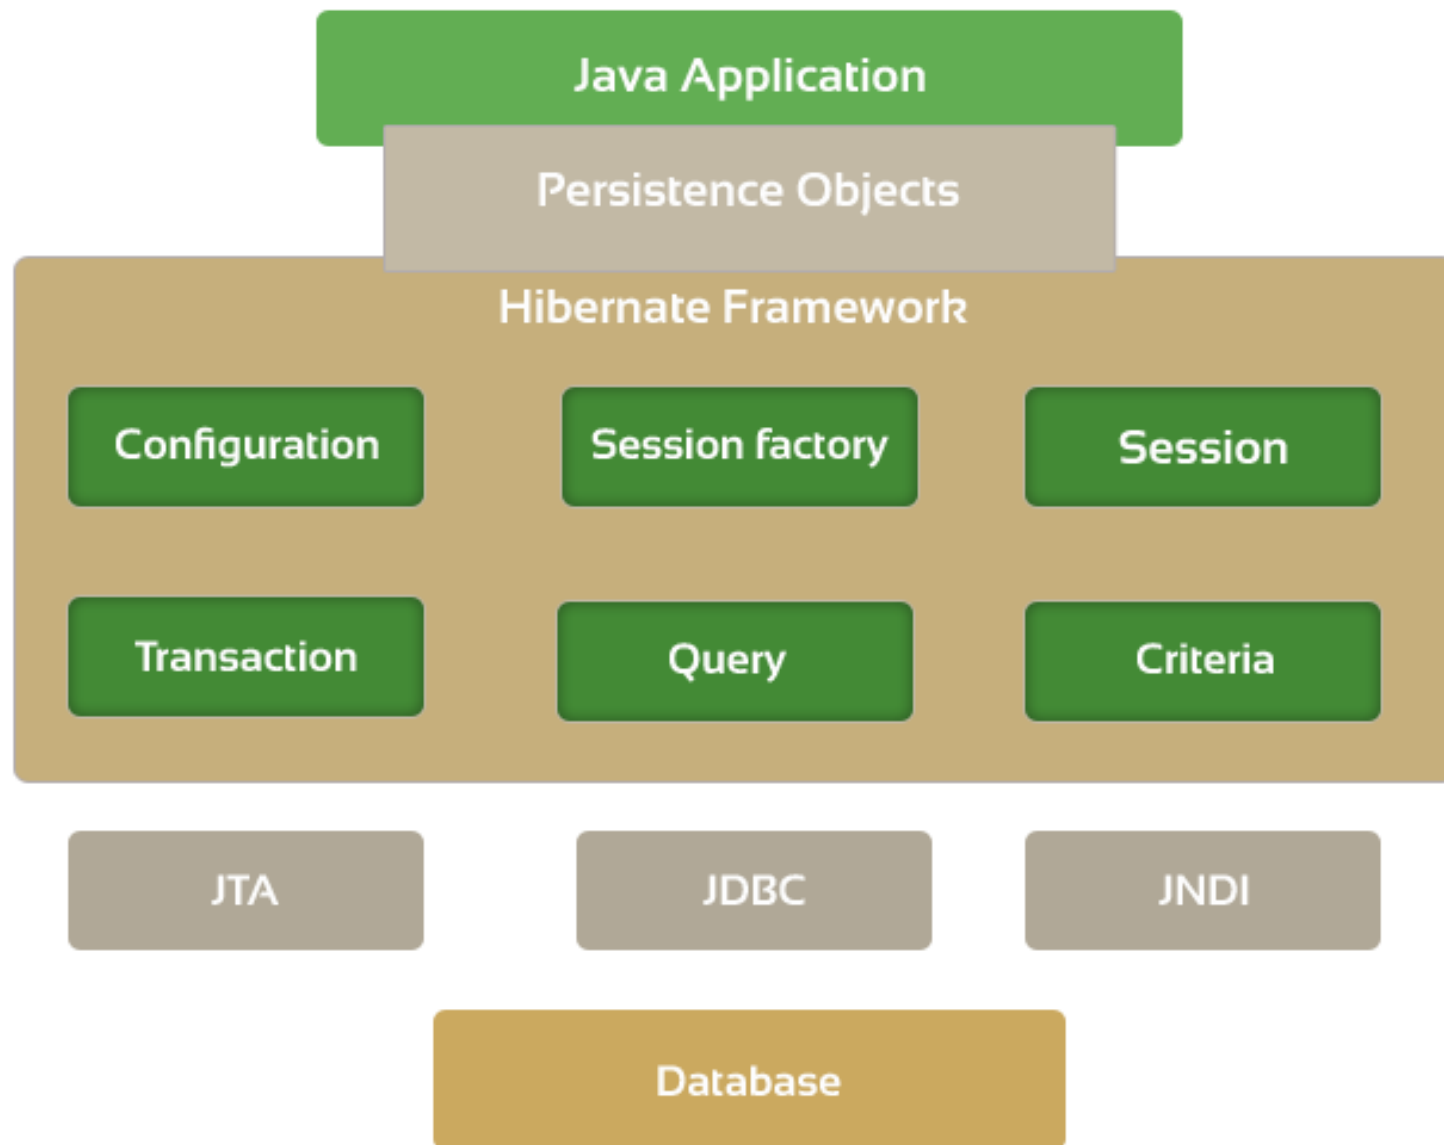 Java Application
Persistence Objects
Hibernate Framework
Configuration
Session factory
Session
Transaction
Query
Criteria
JTA
JDBC
JNDI
Database